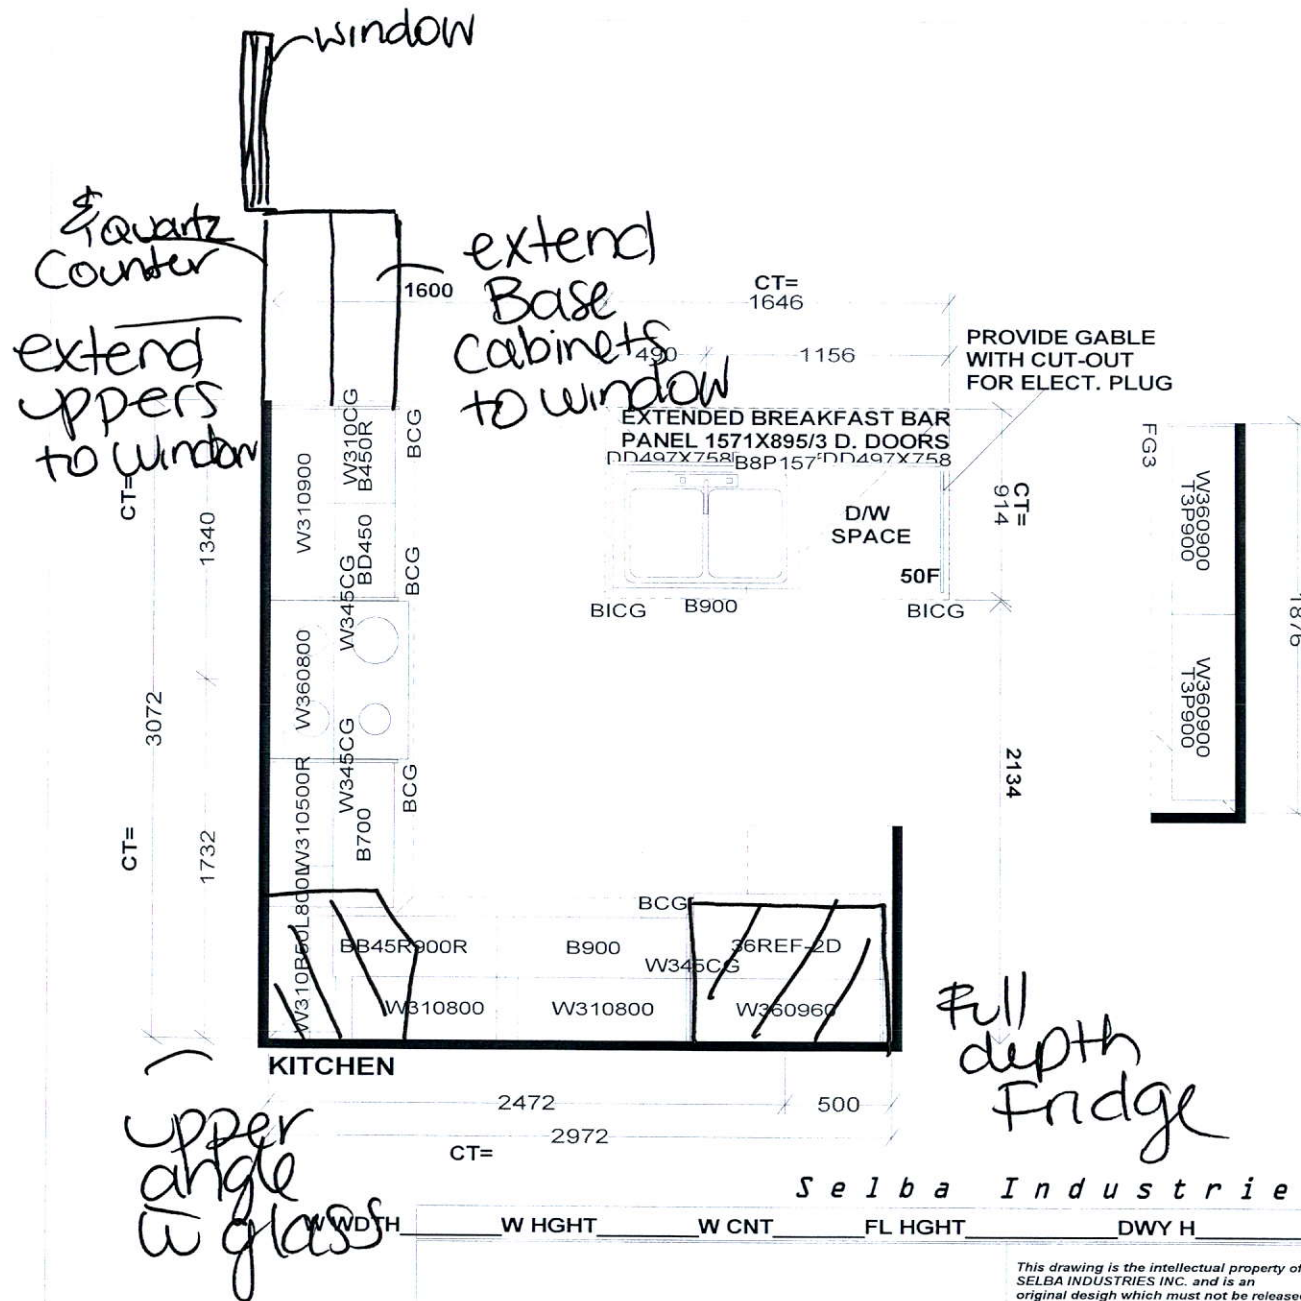 window
& Quartz
Counter
extend
uppers
to window
extend
Base
cabinets
to window
1600
CT=
1646
490
1156
PROVIDE GABLE
WITH CUT-OUT
FOR ELECT. PLUG
EXTENDED BREAKFAST BAR
PANEL 1571X895/3 D. DOORS
DD497X758
B8P157
DD497X758
W310900
W310CG
B450R
BCG
CT=
1340
BD450
W345CG
BCG
D/W
SPACE
50F
BICG
B900
BICG
CT=
914
FG3
W360900
T3P900
1876
W360900
T3P900
W360800
3072
W345CG
BCG
W310500R
B700
2134
CT=
1732
BCG
BB45R900R
B900
36REF-2D
W345CG
W310800
W310800
W360960
KITCHEN
2472
500
2972
CT=
Full
depth
Fridge
upper
angle
w glass
Selba Industrie
W WDTH
W HGHT
W CNT
FL HGHT
DWY H
This drawing is the intellectual property of
SELBA INDUSTRIES INC. and is an
original desigh which must not be released